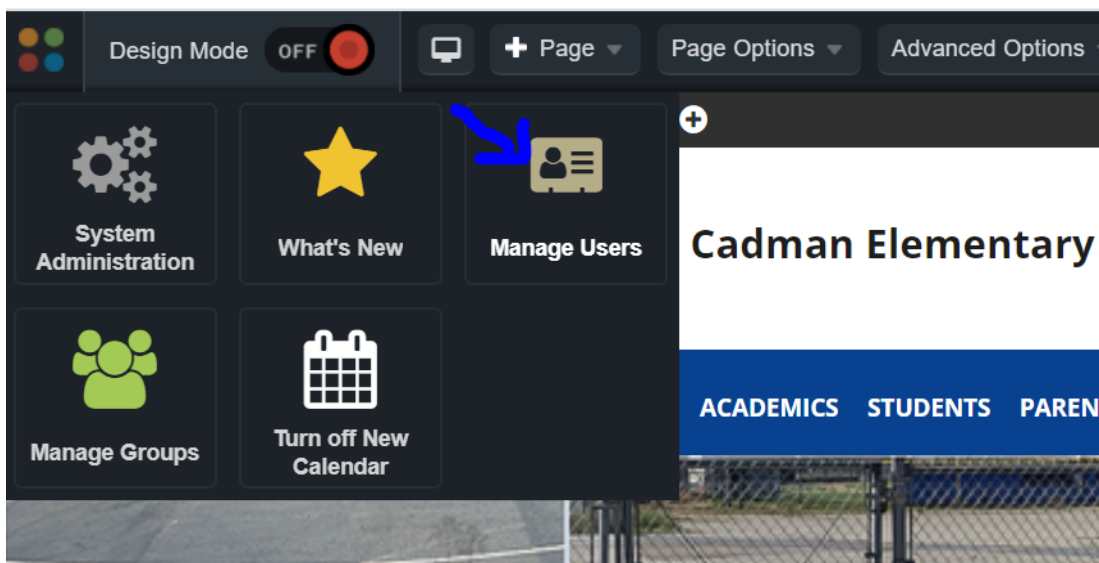 Design Mode OFF Page Page Options Advanced Options
System
Administration
What's New
Manage Users
Cadman Elementary
Manage Groups
Turn off New
Calendar
ACADEMICS STUDENTS PAREN